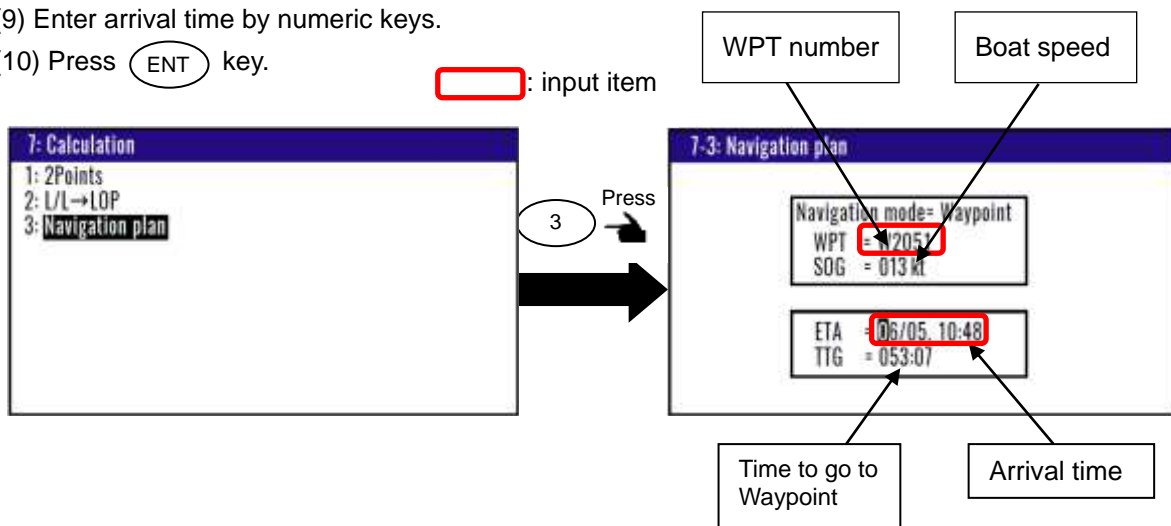 (9) Enter arrival time by numeric keys.
(10) Press ENT key.
: input item
WPT number
Boat speed
7: Calculation
1: 2Points
2: L/L→LOP
3: Navigation plan
3
Press
7-3: Navigation plan
Navigation mode= Waypoint
WPT = W2051
SOG = 013 kt
ETA = 06/05. 10:48
TTG = 053:07
Time to go to
Waypoint
Arrival time